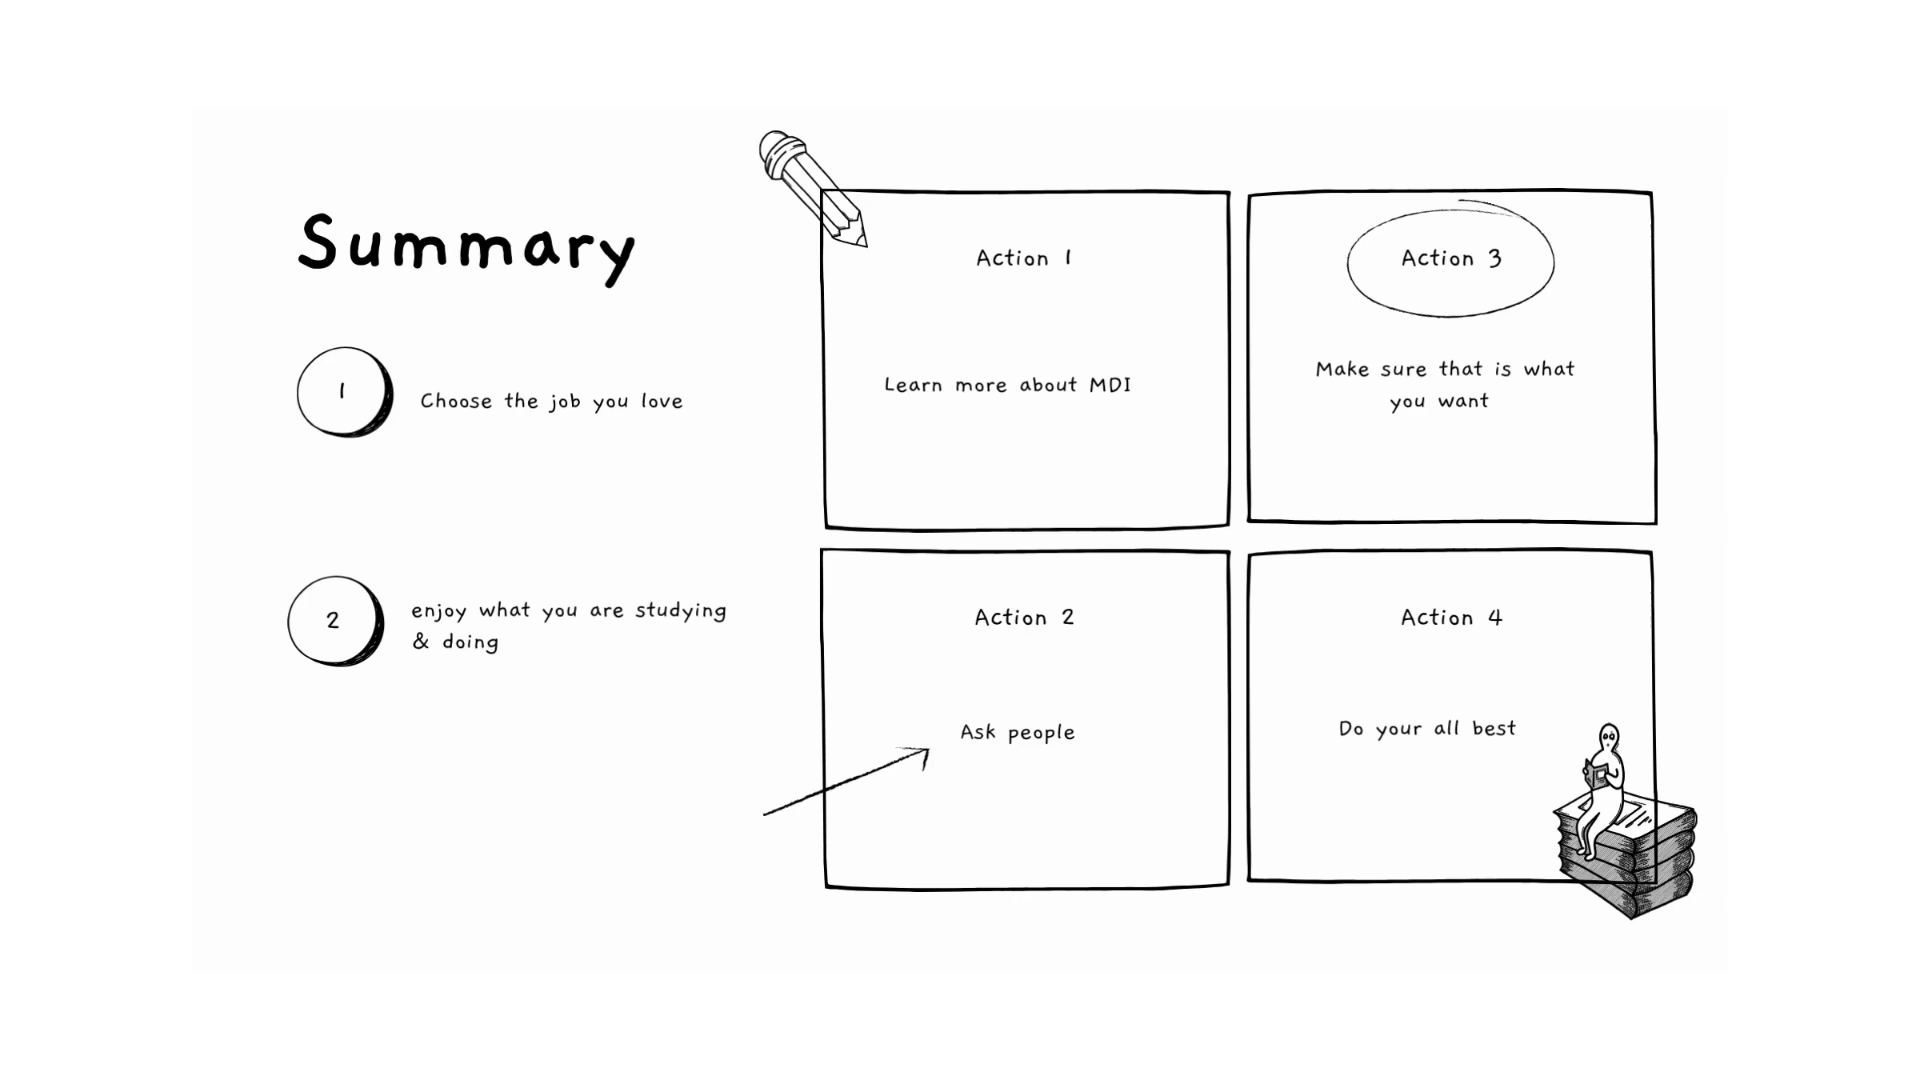 Summary
1
Choose the job you love
2
enjoy what you are studying
& doing
Action 1
Learn more about MDI
Action 3
Make sure that is what
you want
Action 2
Ask people
Action 4
Do your all best